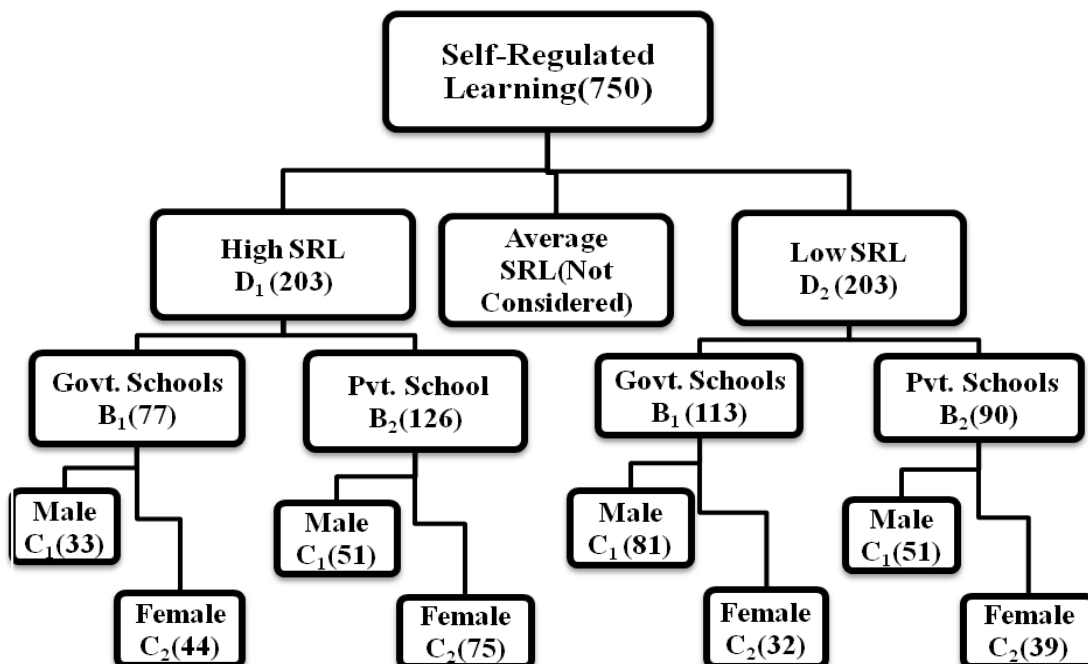 Self-Regulated
Learning(750)
High SRL
D₁ (203)
Average
SRL(Not
Considered)
Low SRL
D₂ (203)
Govt. Schools
B₁(77)
Pvt. School
B₂(126)
Govt. Schools
B₁(113)
Pvt. Schools
B₂(90)
Male
C₁(33)
Male
C₁(51)
Male
C₁(81)
Male
C₁(51)
Female
C₂(44)
Female
C₂(75)
Female
C₂(32)
Female
C₂(39)